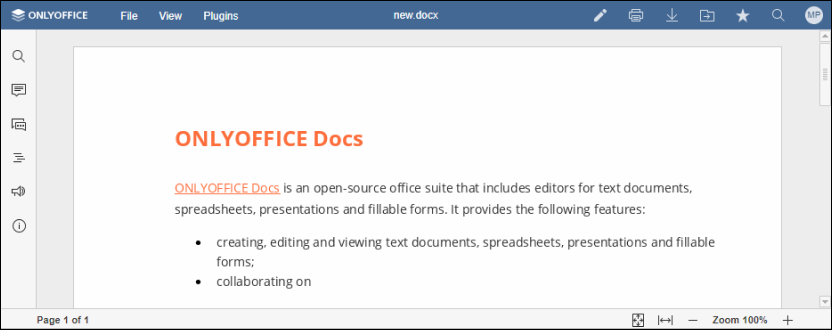 ONLYOFFICE File View Plugins new.docx MP
ONLYOFFICE Docs
ONLYOFFICE Docs is an open-source office suite that includes editors for text documents,
spreadsheets, presentations and fillable forms. It provides the following features:
• creating, editing and viewing text documents, spreadsheets, presentations and fillable
forms;
• collaborating on
Page 1 of 1 Zoom 100%